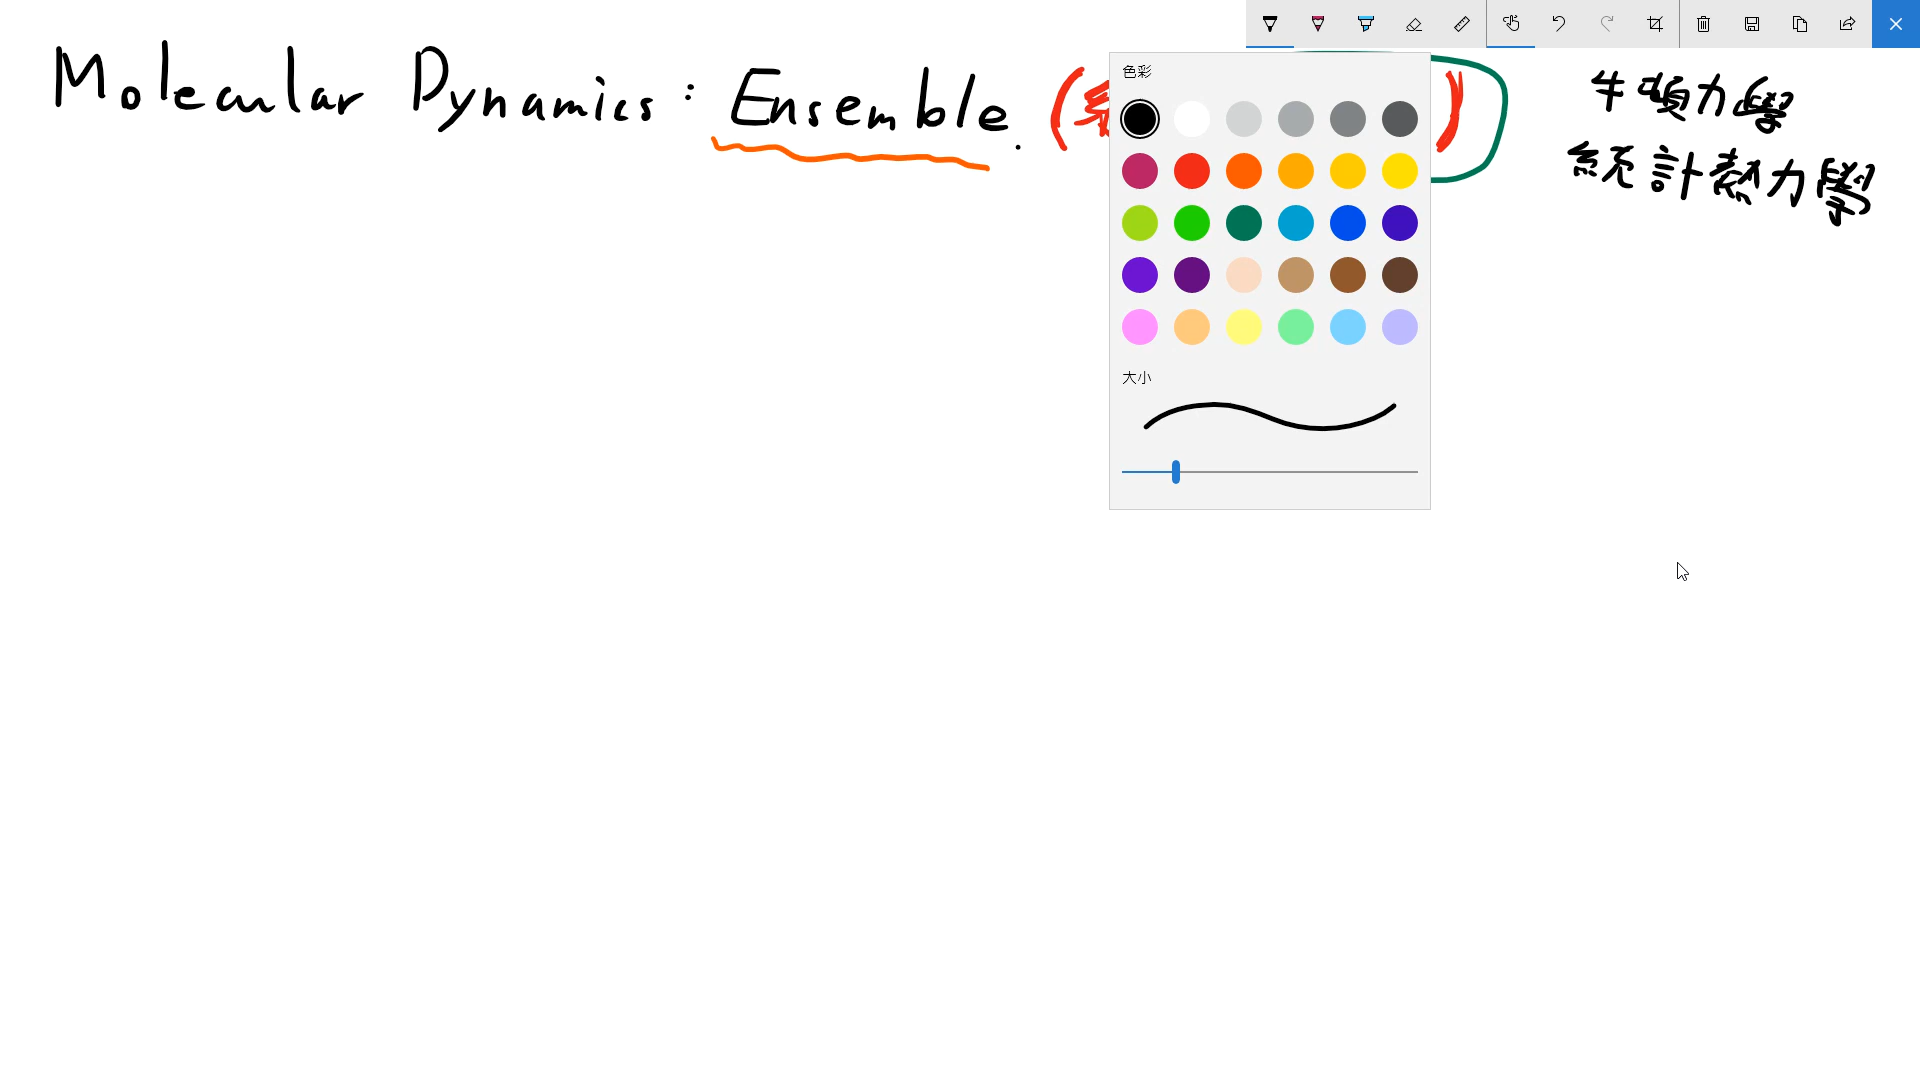 Molecular Dynamics : Ensemble. ( )
牛頓力學
統計熱力學
色彩
大小